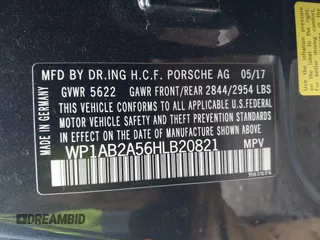 MFD BY DR.ING H.C.F. PORSCHE AG 05/17
GVWR 5622 GAWR FRONT/REAR 2844/2954 LBS
THIS VEHICLE CONFORMS TO ALL APPLICABLE U.S.FEDERAL
MOTOR VEHICLE SAFETY, BUMPER, AND THEFT PREVENTION
STANDARDS IN EFFECT ON THE DATE OF MANUFACTURE SHOWN ABOVE.
WP1AB2A56HLB20821 MPV
MADE IN GERMANY
DREAMBID